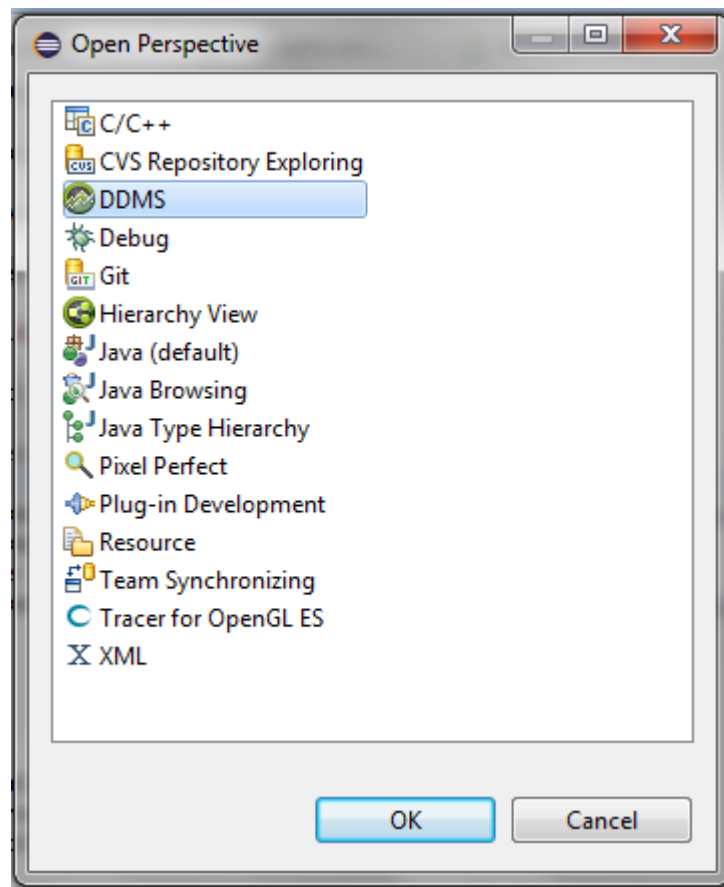 Open Perspective
C/C++
CVS Repository Exploring
DDMS
Debug
Git
Hierarchy View
Java (default)
Java Browsing
Java Type Hierarchy
Pixel Perfect
Plug-in Development
Resource
Team Synchronizing
Tracer for OpenGL ES
XML
OK Cancel